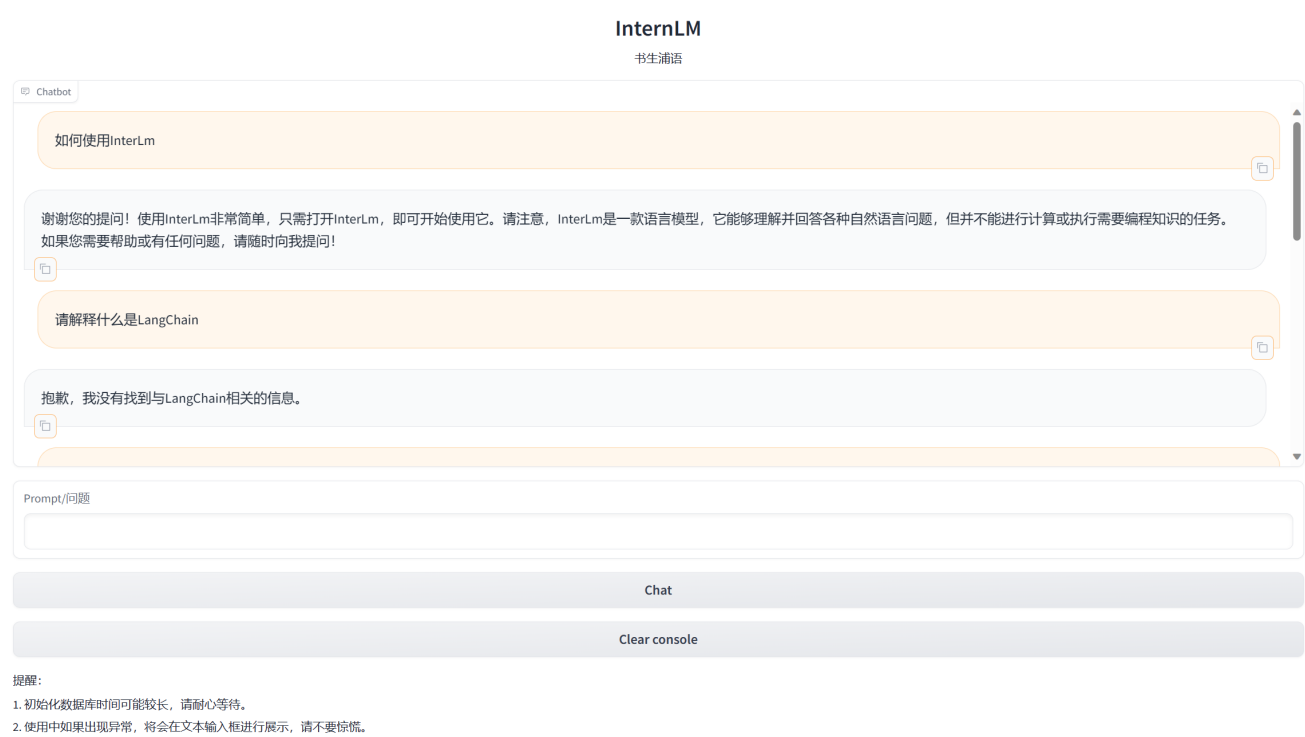 InternLM
书生浦语
Chatbot
如何使用InterLm
谢谢您的提问！使用InterLm非常简单，只需打开InterLm，即可开始使用它。请注意，InterLm是一款语言模型，它能够理解并回答各种自然语言问题，但并不能进行计算或执行需要编程知识的任务。
如果您需要帮助或有任何问题，请随时向我提问！
请解释什么是LangChain
抱歉，我没有找到与LangChain相关的信息。
Prompt/问题
Chat
Clear console
提醒：
1. 初始化数据库时间可能较长，请耐心等待。
2. 使用中如果出现异常，将会在文本输入框进行展示，请不要惊慌。